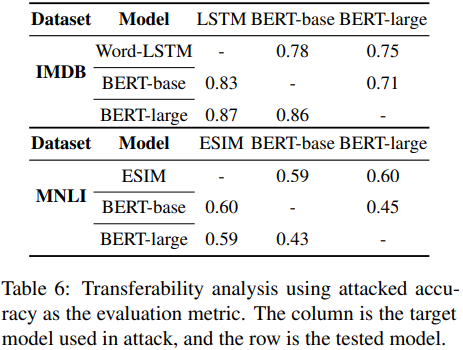 Dataset Model LSTM BERT-base BERT-large
Word-LSTM - 0.78 0.75
IMDB BERT-base 0.83 - 0.71
BERT-large 0.87 0.86 -
Dataset Model ESIM BERT-base BERT-large
ESIM - 0.59 0.60
MNLI BERT-base 0.60 - 0.45
BERT-large 0.59 0.43 -
Table 6: Transferability analysis using attacked accu-
racy as the evaluation metric. The column is the target
model used in attack, and the row is the tested model.